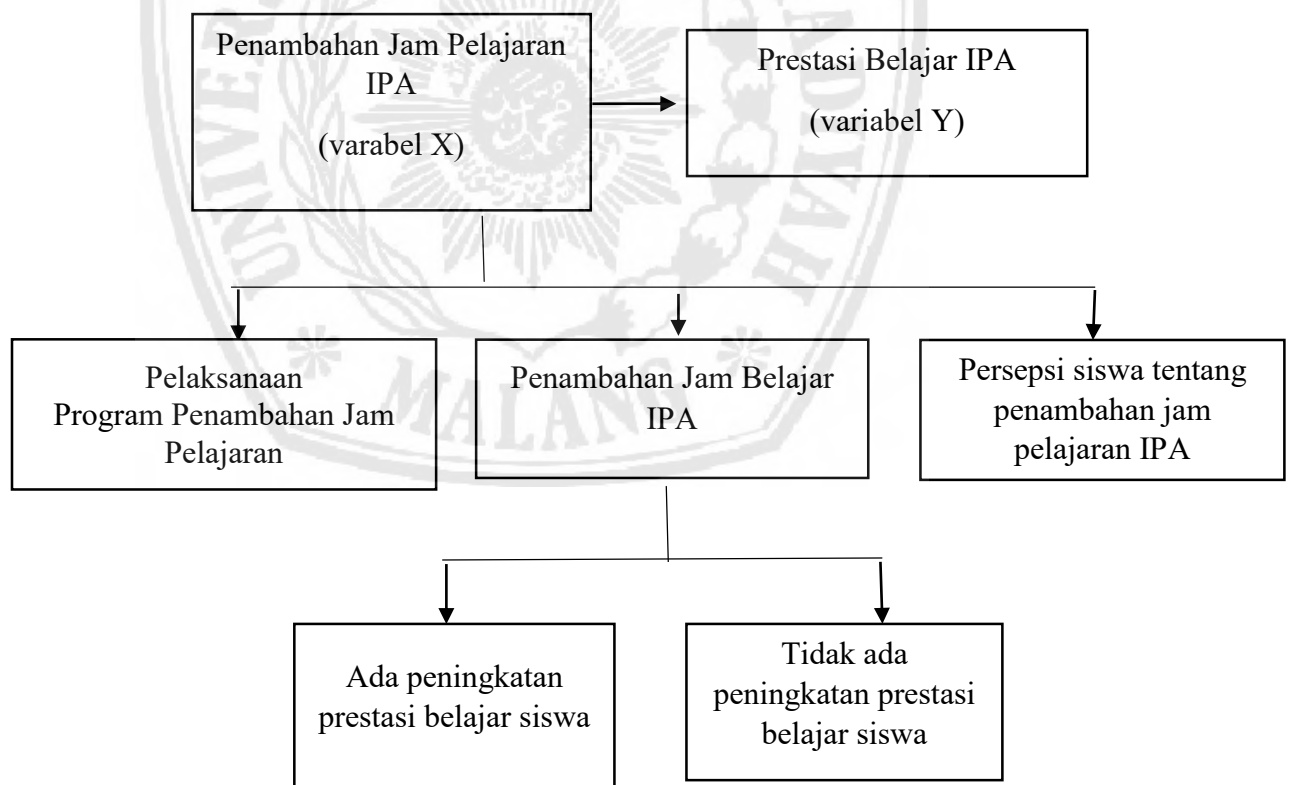 Penambahan Jam Pelajaran
IPA
(varabel X)
Prestasi Belajar IPA
(variabel Y)
Pelaksanaan
Program Penambahan Jam
Pelajaran
Penambahan Jam Belajar
IPA
Persepsi siswa tentang
penambahan jam
pelajaran IPA
Ada peningkatan
prestasi belajar siswa
Tidak ada
peningkatan prestasi
belajar siswa
MALANG